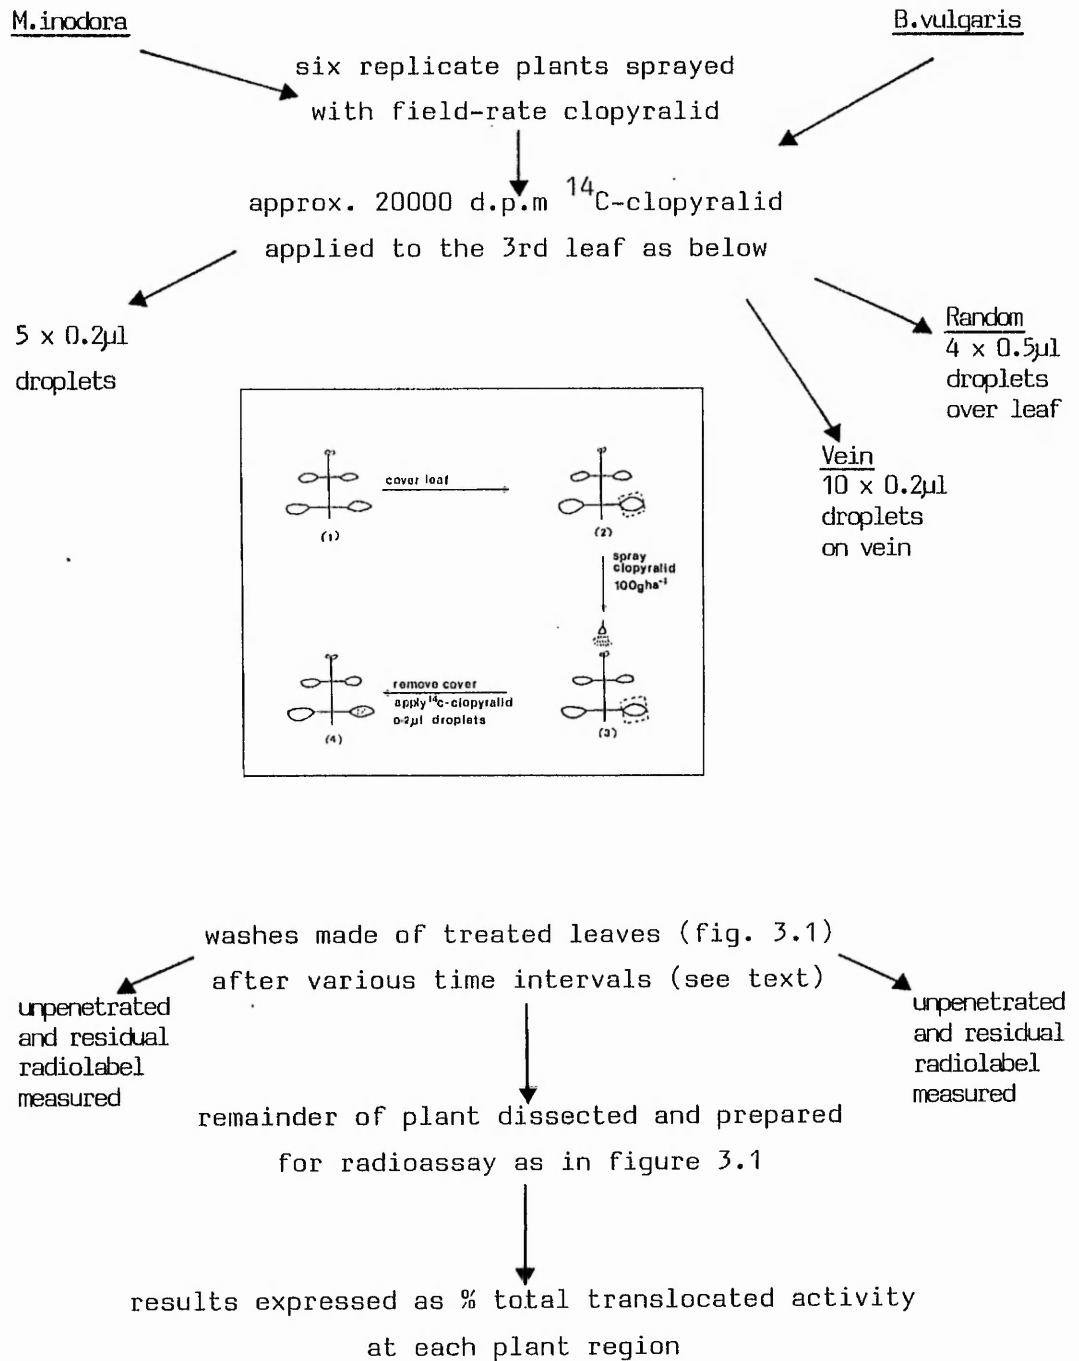 M.inodora
B.vulgaris
six replicate plants sprayed
with field-rate clopyralid
approx. 20000 d.p.m ¹⁴C-clopyralid
applied to the 3rd leaf as below
5 x 0.2µl
droplets
Random
4 x 0.5µl
droplets
over leaf
Vein
10 x 0.2µl
droplets
on vein
(1)
cover leaf
(2)
spray
clopyralid
100gha⁻¹
(3)
remove cover
apply ¹⁴c-clopyralid
0·2µl droplets
(4)
washes made of treated leaves (fig. 3.1)
after various time intervals (see text)
unpenetrated
and residual
radiolabel
measured
unpenetrated
and residual
radiolabel
measured
remainder of plant dissected and prepared
for radioassay as in figure 3.1
results expressed as % total translocated activity
at each plant region